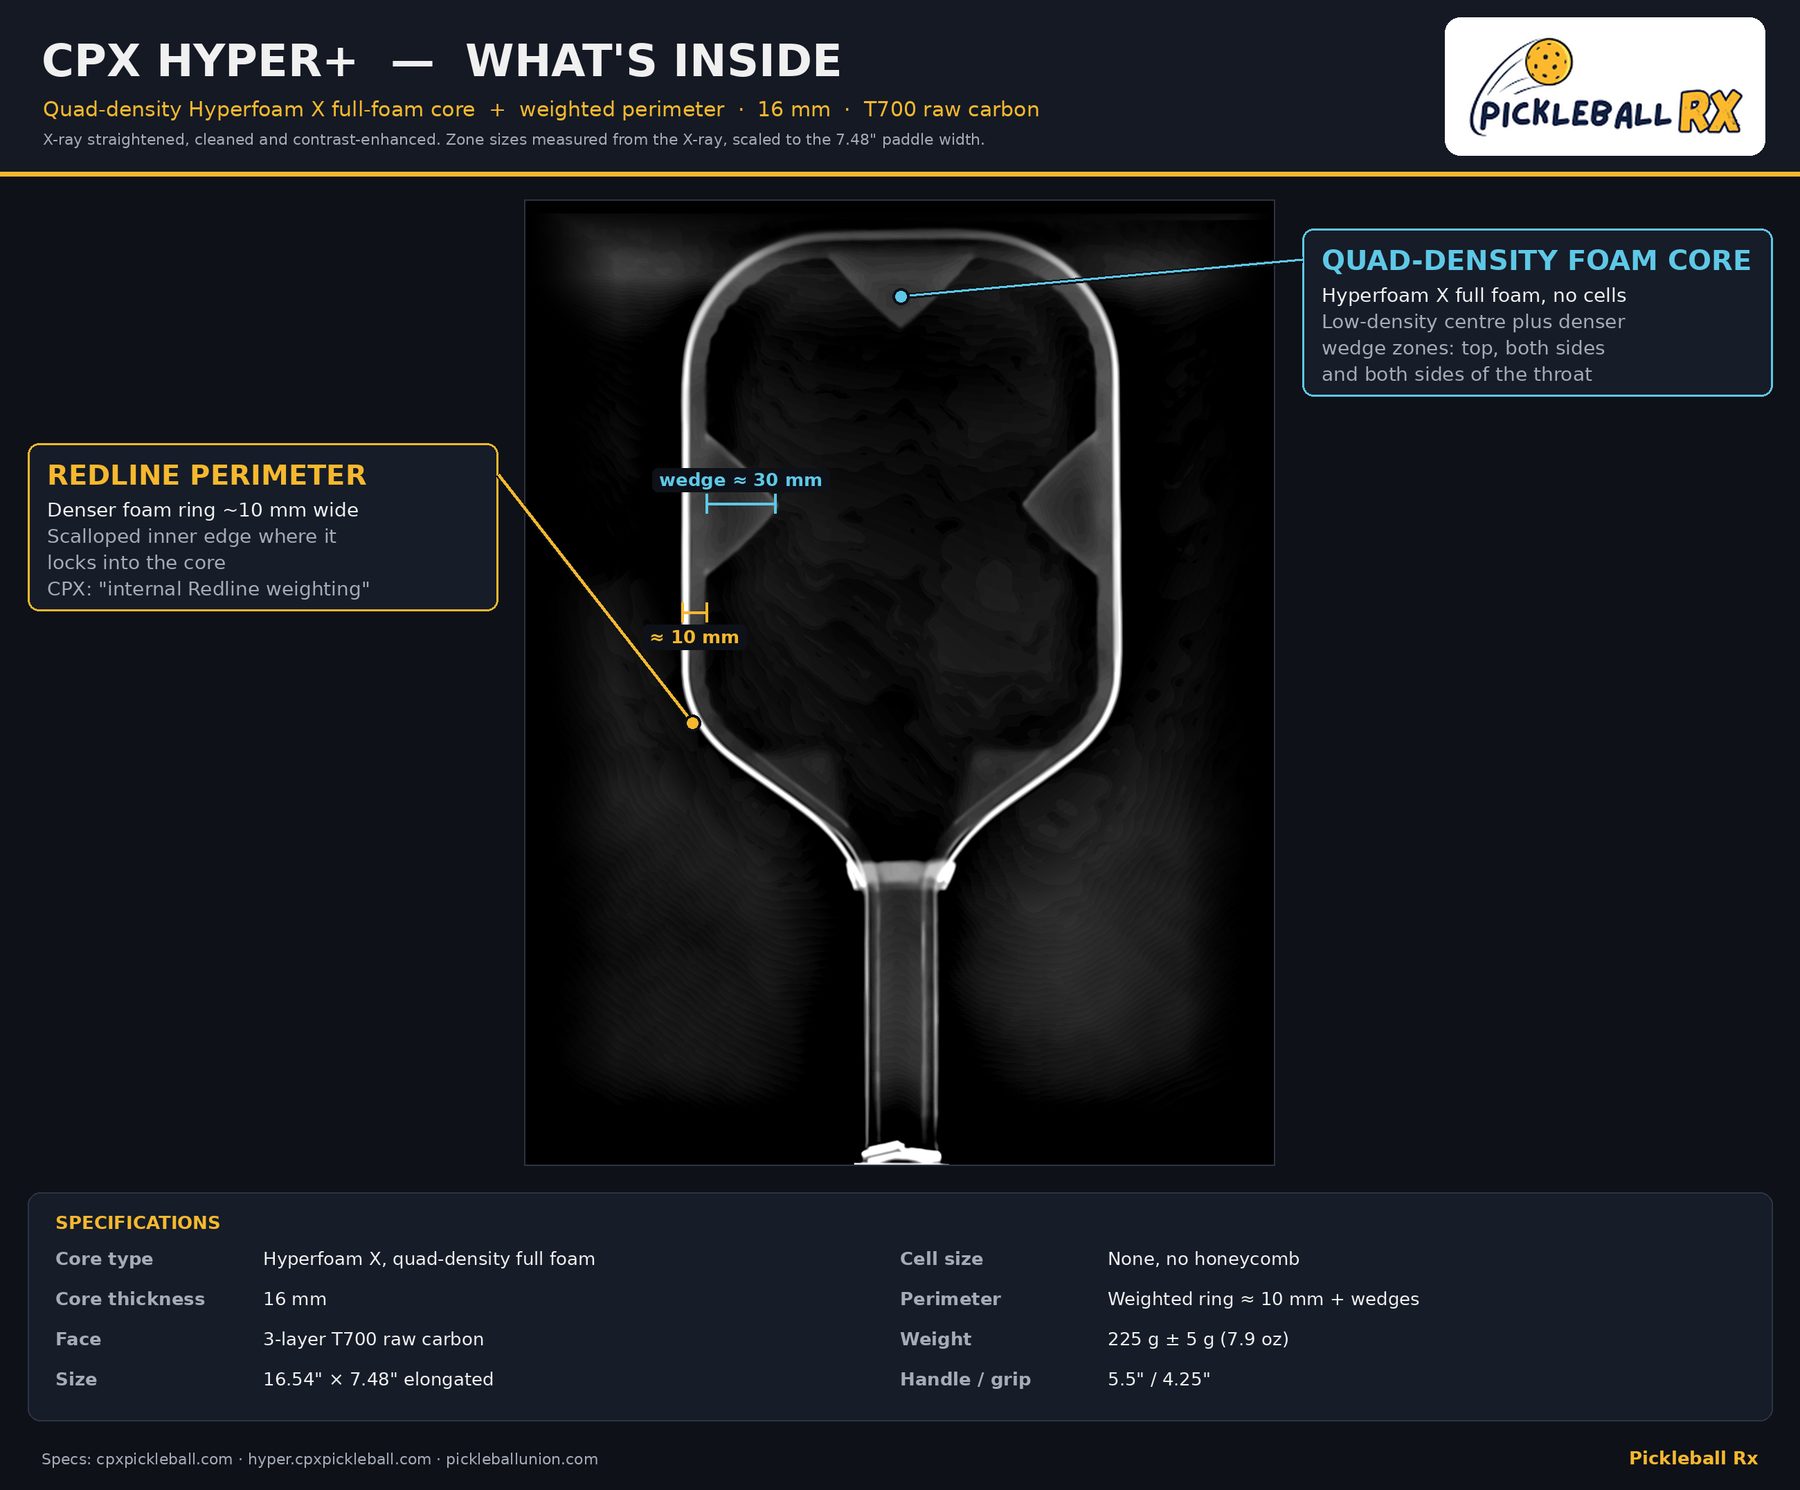 CPX HYPER+ — WHAT'S INSIDE
Quad-density Hyperfoam X full-foam core + weighted perimeter · 16 mm · T700 raw carbon
X-ray straightened, cleaned and contrast-enhanced. Zone sizes measured from the X-ray, scaled to the 7.48" paddle width.
PICKLEBALL RX
QUAD-DENSITY FOAM CORE
Hyperfoam X full foam, no cells
Low-density centre plus denser
wedge zones: top, both sides
and both sides of the throat
REDLINE PERIMETER
Denser foam ring ~10 mm wide
Scalloped inner edge where it
locks into the core
CPX: "internal Redline weighting"
wedge ≈ 30 mm
≈ 10 mm
SPECIFICATIONS
Core type Hyperfoam X, quad-density full foam
Core thickness 16 mm
Face 3-layer T700 raw carbon
Size 16.54" × 7.48" elongated
Cell size None, no honeycomb
Perimeter Weighted ring ≈ 10 mm + wedges
Weight 225 g ± 5 g (7.9 oz)
Handle / grip 5.5" / 4.25"
Specs: cpxpickleball.com · hyper.cpxpickleball.com · pickleballunion.com
Pickleball Rx